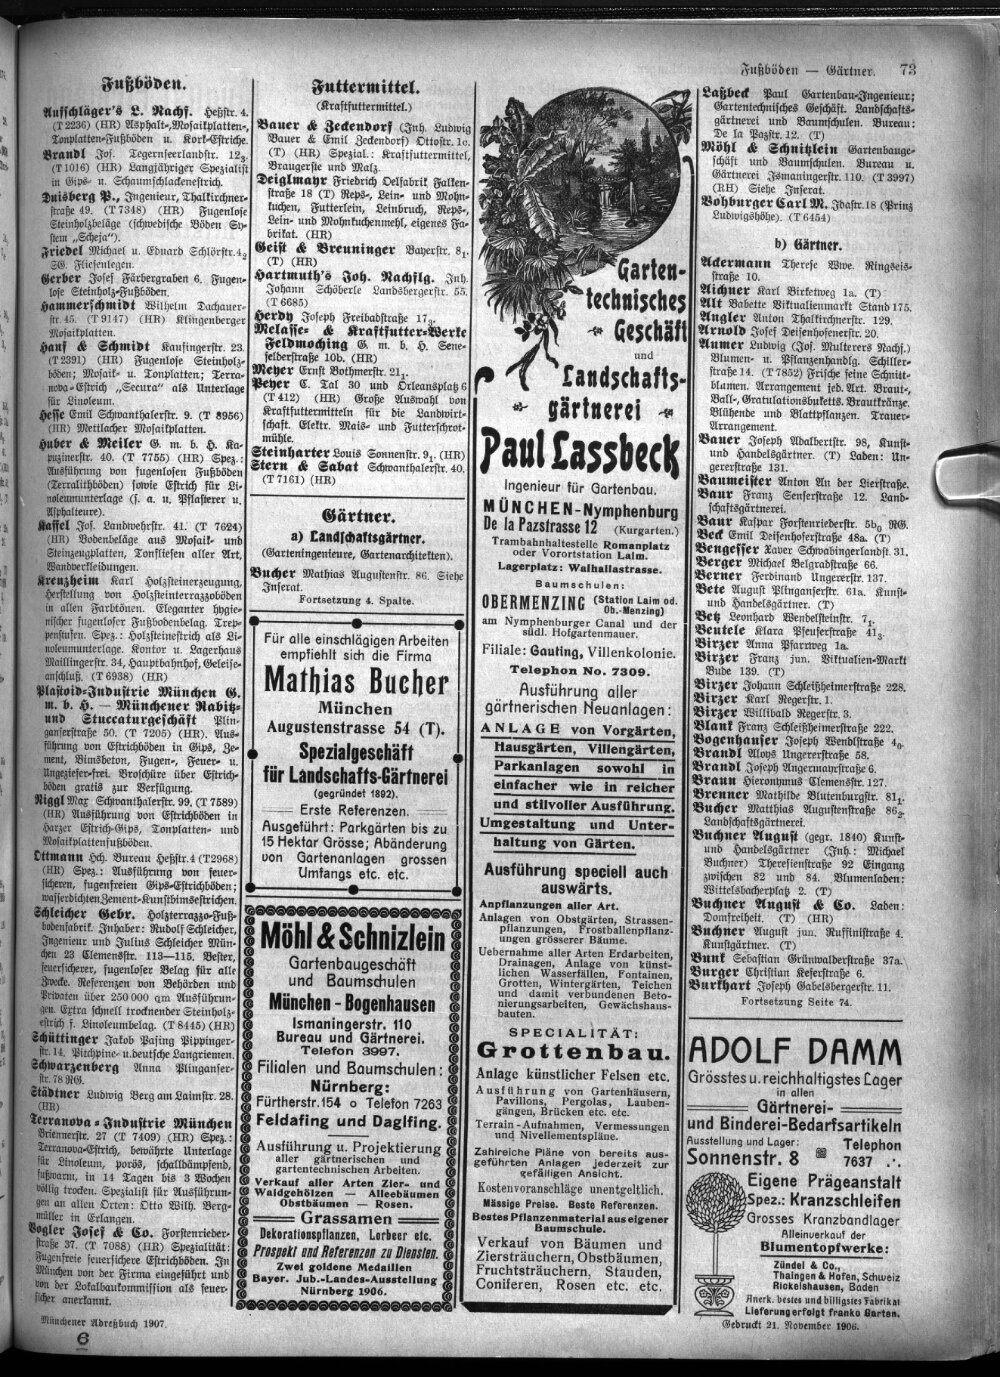 Fußböden — Gärtner. 73
Fußböden.
Aufschläger's L. Nachf. Heßstr. 4.
(T 2236) (HR) Asphalt-, Mosaikplatten-,
Tonplatten-Fußböden u. Kork-Estriche.
Brandl Jos. Tegernseerlandstr. 123.
(T 1016) (HR) Langjähriger Spezialist
in Gips- u. Schaumschlackenestrich.
Duisberg P., Ingenieur, Thalkirchner-
straße 49. (T 7348) (HR) Fugenlose
Steinholzbeläge (schwedische Böden Sy-
stem „Scheja").
Friedel Michael u. Eduard Schlörstr. 42
SG. Fliesenlegen.
Gerber Josef Färbergraben 6. Fugen-
lose Steinholz-Fußböden.
Hammerschmidt Wilhelm Dachauer-
str. 45. (T 9147) (HR) Klingenberger
Mosaikplatten.
Hanf & Schmidt Kaufingerstr. 23.
(T 2391) (HR) Fugenlose Steinholz-
böden; Mosaik- u. Tonplatten; Terra-
nova-Estrich „Secura" als Unterlage
für Linoleum.
Hesse Emil Schwanthalerstr. 9. (T 8956)
(HR) Mettlacher Mosaikplatten.
Huber & Meiler G. m. b. H. Ka-
puzinerstr. 40. (T 7755) (HR) Spez.:
Ausführung von fugenlosen Fußböden
(Terralithböden) sowie Estrich für Li-
noleumunterlage (s. a. u. Pflasterer u.
Asphalteure).
Kassel Jos. Landwehrstr. 41. (T 7624)
(HR) Bodenbeläge aus Mosaik- und
Steinzeugplatten, Tonfliesen aller Art,
Wandverkleidungen.
Kreuzheim Karl Holzsteinerzeugung,
Herstellung von Holzsteinterrazzoböden
in allen Farbtönen. Eleganter hygie-
nischer fugenloser Fußbodenbelag. Trep-
penstufen. Spez.: Holzsteinestrich als Li-
noleumunterlage. Kontor u. Lagerhaus
Maillingerstr. 34, Hauptbahnhof, Geleise-
anschluß. (T 6938) (HR)
Plastoid-Industrie München G.
m. b. H. — Münchener Rabitz-
und Stuccaturgeschäft Plin-
ganserstraße 50. (T 7205) (HR). Aus-
führung von Estrichböden in Gips, Ze-
ment, Bimsbeton, Fugen-, Feuer- u.
Ungeziefer-frei. Broschüre über Estrich-
böden gratis zur Verfügung.
Riggl Max Schwanthalerstr. 99, (T 7589)
(HR) Ausführung von Estrichböden in
Harzer Estrich-Gips, Tonplatten- und
Mosaikplattenfußböden.
Ottmann Hch. Bureau Heßstr. 4 (T 2968)
(HR) Spez.: Ausführung von feuer-
sicheren, fugenfreien Gips-Estrichböden;
wasserdichten Zement-Kunstbimsestrichen.
Schleicher Gebr. Holzterrazzo-Fuß-
bodenfabrik. Inhaber: Rudolf Schleicher,
Ingenieur und Julius Schleicher Mün-
chen 23 Clemensstr. 113—115. Bester,
feuersicherer, fugenloser Belag für alle
Zwecke. Referenzen von Behörden und
Privaten über 250 000 qm Ausführun-
gen. Extra schnell trocknender Steinholz-
estrich f. Linoleumbelag. (T 8445) (HR)
Schüttinger Jakob Pasing Pippinger-
str. 14. Pitchpine- u. deutsche Langriemen.
Schwarzenberg Anna Plinganser-
str. 78 RG.
Städtner Ludwig Berg am Laimstr. 28.
(HR)
Terranova-Industrie München
Briennerstr. 27 (T 7409) (HR) Spez.:
Terranova-Estrich, bewährte Unterlage
für Linoleum, porös, schalldämpfend,
fußwarm, in 14 Tagen bis 3 Wochen
völlig trocken. Spezialist für Ausführun-
gen an allen Orten: Otto Wilh. Berg-
müller in Erlangen.
Vogler Josef & Co. Forstenrieder-
straße 37. (T 7088) (HR) Spezialität:
Fugenfreie feuersichere Estrichböden. In
München von der Firma eingeführt und
von der Lokalbaukommission als feuer-
sicher anerkannt.
Münchener Adreßbuch 1907.
6
Futtermittel.
(Kraftfuttermittel.)
Bauer & Zeckendorf (Inh. Ludwig
Bauer & Emil Zeckendorf) Ottostr. 1c.
(T) (HR) Spezial.: Kraftfuttermittel,
Braugerste und Malz.
Deiglmayr Friedrich Oelfabrik Falken-
straße 18 (T) Reps-, Lein- und Mohn-
kuchen, Futterlein, Leinbruch, Reps-,
Lein- und Mohnkuchenmehl, eigenes Fa-
brikat. (HR)
Geist & Breuninger Bayerstr. 81.
(T) (HR)
Hartmuth's Joh. Nachflg. Inh.
Johann Schöberle Landsbergerstr. 55.
(T 6685)
Herdy Joseph Freibadstraße 173.
Melasse- & Kraftfutter-Werke
Feldmoching G. m. b. H. Sene-
felderstraße 10b. (HR)
Meyer Ernst Bothmerstr. 211.
Peyer C. Tal 30 und Orleansplatz 6
(T 412) (HR) Große Auswahl von
Kraftfuttermitteln für die Landwirt-
schaft. Elektr. Mais- und Futterschrot-
mühle.
Steinharter Louis Sonnenstr. 91. (HR)
Stern & Sabat Schwanthalerstr. 40.
(T 7161) (HR)
Gärtner.
a) Landschaftsgärtner.
(Garteningenieure, Gartenarchitekten).
Bucher Mathias Augustenstr. 86. Siehe
Inserat.
Fortsetzung 4. Spalte.
Für alle einschlägigen Arbeiten
empfiehlt sich die Firma
Mathias Bucher
München
Augustenstrasse 54 (T).
Spezialgeschäft
für Landschafts-Gärtnerei
(gegründet 1892).
Erste Referenzen.
Ausgeführt: Parkgärten bis zu
15 Hektar Grösse; Abänderung
von Gartenanlagen grossen
Umfangs etc. etc.
Möhl & Schnizlein
Gartenbaugeschäft
und Baumschulen
München - Bogenhausen
Ismaningerstr. 110
Bureau und Gärtnerei.
Telefon 3997.
Filialen und Baumschulen:
Nürnberg:
Fürtherstr. 154 o Telefon 7263
Feldafing und Daglfing.
Ausführung u. Projektierung
aller gärtnerischen und
gartentechnischen Arbeiten.
Verkauf aller Arten Zier- und
Waldgehölzen — Alleebäumen
Obstbäumen — Rosen.
Grassamen
Dekorationspflanzen, Lorbeer etc.
Prospekt und Referenzen zu Diensten.
Zwei goldene Medaillen
Bayer. Jub.-Landes-Ausstellung
Nürnberg 1906.
Garten-
technisches
Geschäft
und
Landschafts-
gärtnerei
Paul Lassbeck
Ingenieur für Gartenbau.
MÜNCHEN-Nymphenburg
De la Pazstrasse 12 (Kurgarten.)
Trambahnhaltestelle Romanplatz
oder Vorortstation Laim.
Lagerplatz: Walhallastrasse.
Baumschulen:
OBERMENZING (Station Laim od.
Ob.-Menzing)
am Nymphenburger Canal und der
südl. Hofgartenmauer.
Filiale: Gauting, Villenkolonie.
Telephon No. 7309.
Ausführung aller
gärtnerischen Neuanlagen:
ANLAGE von Vorgärten,
Hausgärten, Villengärten,
Parkanlagen sowohl in
einfacher wie in reicher
und stilvoller Ausführung.
Umgestaltung und Unter-
haltung von Gärten.
Ausführung speciell auch
auswärts.
Anpflanzungen aller Art.
Anlagen von Obstgärten, Strassen-
pflanzungen, Frostballenpflanz-
ungen grösserer Bäume.
Uebernahme aller Arten Erdarbeiten,
Drainagen, Anlage von künst-
lichen Wasserfällen, Fontainen,
Grotten, Wintergärten, Teichen
und damit verbundenen Beto-
nierungsarbeiten, Gewächshaus-
bauten.
SPECIALITÄT:
Grottenbau.
Anlage künstlicher Felsen etc.
Ausführung von Gartenhäusern,
Pavillons, Pergolas, Lauben-
gängen, Brücken etc. etc.
Terrain-Aufnahmen, Vermessungen
und Nivellementspläne.
Zahlreiche Pläne von bereits aus-
geführten Anlagen jederzeit zur
gefälligen Ansicht.
Kostenvoranschläge unentgeltlich.
Mässige Preise. Beste Referenzen.
Bestes Pflanzenmaterial aus eigener
Baumschule.
Verkauf von Bäumen und
Ziersträuchern, Obstbäumen,
Fruchtsträuchern, Stauden,
Coniferen, Rosen etc. etc.
Laßbeck Paul Gartenbau-Ingenieur;
Gartentechnisches Geschäft. Landschafts-
gärtnerei und Baumschulen. Bureau:
De la Pazstr. 12. (T)
Möhl & Schnitzlein Gartenbauge-
schäft und Baumschulen. Bureau u.
Gärtnerei Ismaningerstr. 110. (T 3997)
(RH) Siehe Inserat.
Vohburger Carl M. Idastr. 18 (Prinz
Ludwigshöhe). (T 6454)
b) Gärtner.
Ackermann Therese Wwe. Ringseis-
straße 10.
Aichner Karl Birketweg 1a. (T)
Alt Babette Viktualienmarkt Stand 175.
Angler Anton Thalkirchnerstr. 129.
Arnold Josef Deisenhofenerstr. 20.
Aumer Ludwig (Jos. Multerers Nachf.)
Blumen- u. Pflanzenhandlg. Schiller-
straße 14. (T 7852) Frische feine Schnitt-
blumen. Arrangement jed. Art. Braut-,
Ball-, Gratulationsbuketts. Brautkränze.
Blühende und Blattpflanzen. Trauer-
Arrangement.
Bauer Joseph Adalbertstr. 98, Kunst-
und Handelsgärtner. (T) Laden: Un-
gererstraße 131.
Baumeister Anton An der Lierstraße.
Baur Franz Senserstraße 12. Land-
schaftsgärtnerei.
Baur Kaspar Forstenriederstr. 5b0 RG.
Beck Emil Deisenhoferstraße 48a. (T)
Bengesser Xaver Schwabingerlandst. 31.
Berger Michael Belgradstraße 66.
Berner Ferdinand Ungererstr. 137.
Bete August Plinganserstr. 61a. Kunst-
und Handelsgärtner. (T)
Betz Leonhard Wendelsteinstr. 71.
Beutele Klara Pfeuferstraße 413.
Birzer Anna Pfarrweg 1a.
Birzer Franz jun. Viktualien-Markt
Bude 139. (T)
Birzer Johann Schleißheimerstraße 228.
Birzer Karl Regerstr. 1.
Birzer Willibald Regerstr. 3.
Blank Franz Schleißheimerstraße 222.
Bogenhauser Joseph Wendlstraße 40.
Brandl Aloys Ungererstraße 58.
Brandl Joseph Angermayrstraße 6.
Braun Hieronymus Clemensstr. 127.
Brenner Mathilde Blutenburgstr. 811.
Bucher Matthias Augustenstraße 862.
Landschaftsgärtnerei.
Buchner August (gegr. 1840) Kunst-
und Handelsgärtner (Inh.: Michael
Buchner) Theresienstraße 92 Eingang
zwischen 82 und 84. Blumenladen:
Wittelsbacherplatz 2. (T)
Buchner August & Co. Laden:
Domfreiheit. (T) (HR)
Buchner August jun. Ruffinistraße 4.
Kunstgärtner. (T)
Bunk Sebastian Grünwalderstraße 37a.
Burger Christian Keferstraße 6.
Burkhart Joseph Gabelsbergerstr. 11.
Fortsetzung Seite 74.
ADOLF DAMM
Grösstes u. reichhaltigstes Lager
in allen
Gärtnerei-
und Binderei-Bedarfsartikeln
Ausstellung und Lager: Telephon
Sonnenstr. 8 7637
Eigene Prägeanstalt
Spez.: Kranzschleifen
Grosses Kranzbandlager
Alleinverkauf der
Blumentopfwerke:
Zündel & Co.,
Thaingen & Hofen, Schweiz
Rickelshausen, Baden
Anerk. bestes und billigstes Fabrikat
Lieferung erfolgt franko Garten.
Gedruckt 21. November 1906.